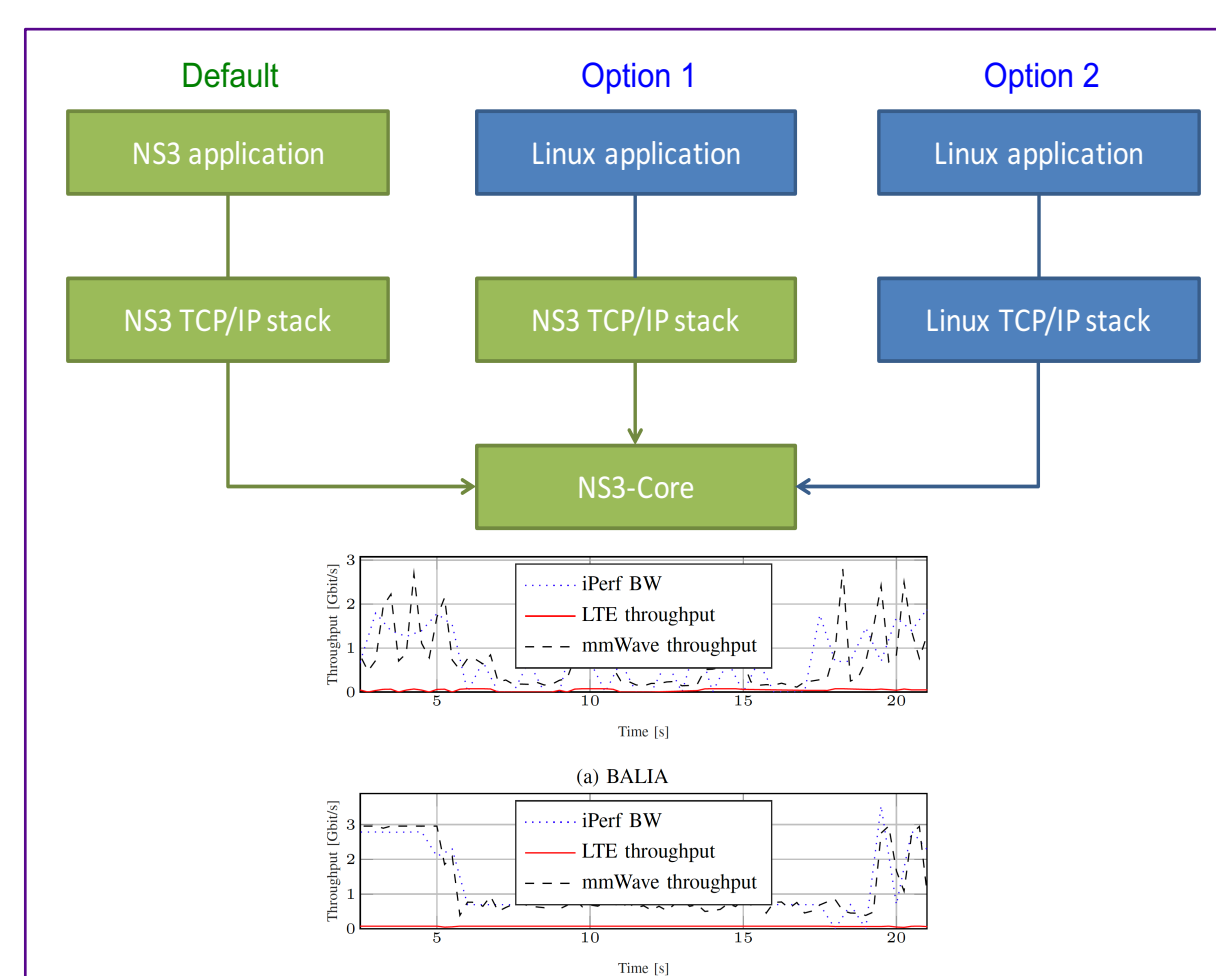 Default Option 1 Option 2
NS3 application Linux application Linux application
NS3 TCP/IP stack NS3 TCP/IP stack Linux TCP/IP stack
NS3-Core
Throughput [Gbit/s]
3
2
1
0
iPerf BW
LTE throughput
mmWave throughput
5 10 15 20
Time [s]
(a) BALIA
Throughput [Gbit/s]
3
2
1
0
iPerf BW
LTE throughput
mmWave throughput
5 10 15 20
Time [s]